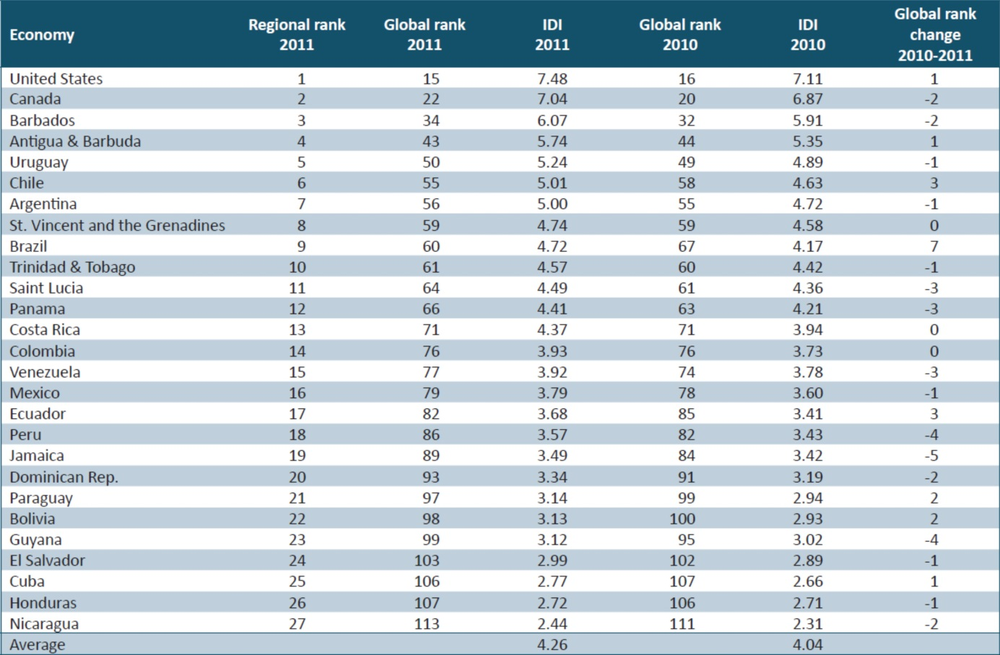 Economy Regional rank 2011 Global rank 2011 IDI 2011 Global rank 2010 IDI 2010 Global rank change 2010-2011
United States 1 15 7.48 16 7.11 1
Canada 2 22 7.04 20 6.87 -2
Barbados 3 34 6.07 32 5.91 -2
Antigua & Barbuda 4 43 5.74 44 5.35 1
Uruguay 5 50 5.24 49 4.89 -1
Chile 6 55 5.01 58 4.63 3
Argentina 7 56 5.00 55 4.72 -1
St. Vincent and the Grenadines 8 59 4.74 59 4.58 0
Brazil 9 60 4.72 67 4.17 7
Trinidad & Tobago 10 61 4.57 60 4.42 -1
Saint Lucia 11 64 4.49 61 4.36 -3
Panama 12 66 4.41 63 4.21 -3
Costa Rica 13 71 4.37 71 3.94 0
Colombia 14 76 3.93 76 3.73 0
Venezuela 15 77 3.92 74 3.78 -3
Mexico 16 79 3.79 78 3.60 -1
Ecuador 17 82 3.68 85 3.41 3
Peru 18 86 3.57 82 3.43 -4
Jamaica 19 89 3.49 84 3.42 -5
Dominican Rep. 20 93 3.34 91 3.19 -2
Paraguay 21 97 3.14 99 2.94 2
Bolivia 22 98 3.13 100 2.93 2
Guyana 23 99 3.12 95 3.02 -4
El Salvador 24 103 2.99 102 2.89 -1
Cuba 25 106 2.77 107 2.66 1
Honduras 26 107 2.72 106 2.71 -1
Nicaragua 27 113 2.44 111 2.31 -2
Average 4.26 4.04